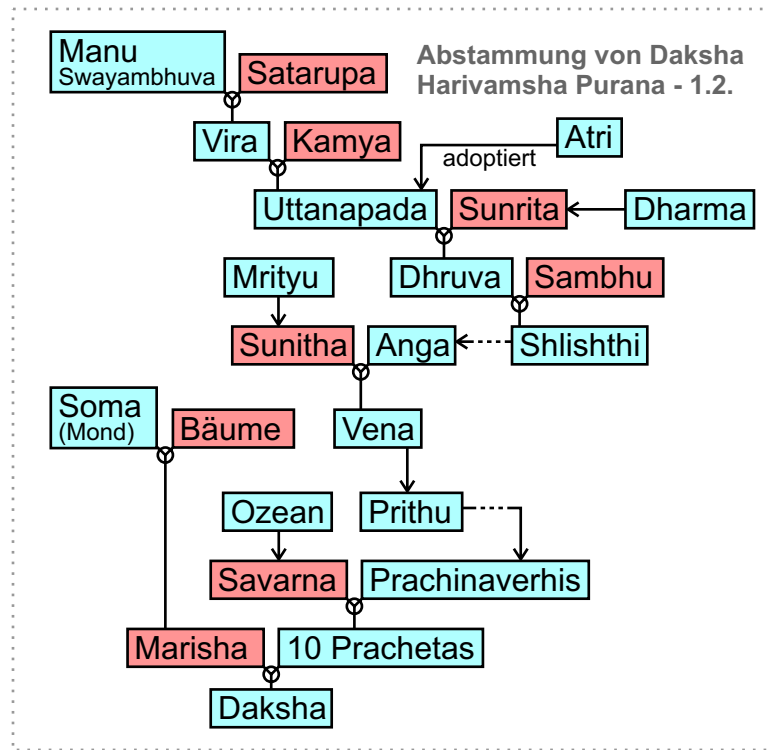 Manu
Swayambhuva
Satarupa
Abstammung von Daksha
Harivamsha Purana - 1.2.
Vira
Kamya
Atri
adoptiert
Uttanapada
Sunrita
Dharma
Mrityu
Dhruva
Sambhu
Sunitha
Anga
Shlishthi
Soma
(Mond)
Bäume
Vena
Ozean
Prithu
Savarna
Prachinaverhis
Marisha
10 Prachetas
Daksha